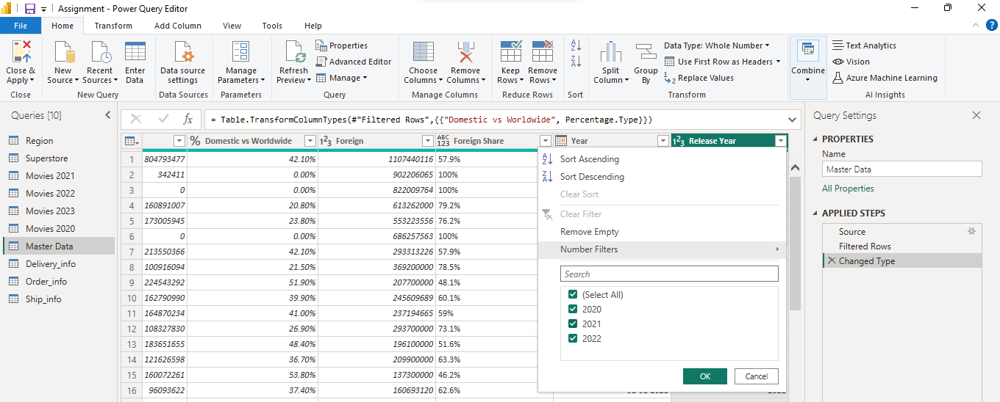 Assignment - Power Query Editor
File Home Transform Add Column View Tools Help
Close & Apply
Close
New Source
Recent Sources
Enter Data
New Query
Data source settings
Data Sources
Manage Parameters
Parameters
Refresh Preview
Properties
Advanced Editor
Manage
Query
Choose Columns
Remove Columns
Manage Columns
Keep Rows
Remove Rows
Reduce Rows
Sort
Split Column
Group By
Data Type: Whole Number
Use First Row as Headers
Replace Values
Transform
Combine
Text Analytics
Vision
Azure Machine Learning
AI Insights
Queries [10]
Region
Superstore
Movies 2021
Movies 2022
Movies 2023
Movies 2020
Master Data
Delivery_info
Order_info
Ship_info
fx
= Table.TransformColumnTypes(#"Filtered Rows",{{"Domestic vs Worldwide", Percentage.Type}})
% Domestic vs Worldwide 123 Foreign ABC 123 Foreign Share Year 123 Release Year
1 804793477 42.10% 1107440116 57.9%
2 342411 0.00% 902206065 100%
3 0 0.00% 822009764 100%
4 160891007 20.80% 613262000 79.2%
5 173005945 23.80% 553223556 76.2%
6 0 0.00% 686257563 100%
7 213550366 42.10% 293313226 57.9%
8 100916094 21.50% 369200000 78.5%
9 224543292 51.90% 207700000 48.1%
10 162790990 39.90% 245609689 60.1%
11 164870234 41.00% 237194665 59%
12 108327830 26.90% 293700000 73.1%
13 183651655 48.40% 196100000 51.6%
14 121626598 36.70% 209900000 63.3%
15 160072261 53.80% 137300000 46.2%
16 96093622 37.40% 160693120 62.6%
Sort Ascending
Sort Descending
Clear Sort
Clear Filter
Remove Empty
Number Filters
Search
(Select All)
2020
2021
2022
OK Cancel
Query Settings
PROPERTIES
Name
Master Data
All Properties
APPLIED STEPS
Source
Filtered Rows
Changed Type